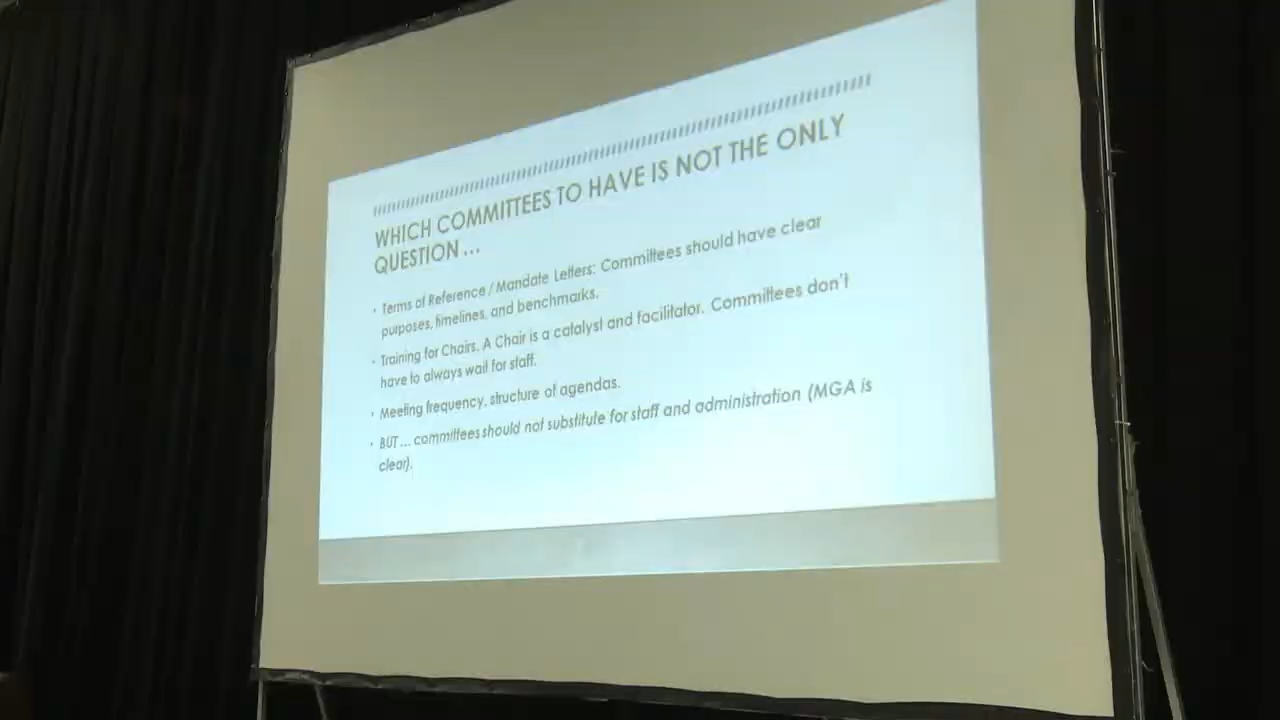 WHICH COMMITTEES TO HAVE IS NOT THE ONLY
QUESTION ...
• Terms of Reference / Mandate Letters: Committees should have clear
purposes, timelines, and benchmarks.
• Training for Chairs. A Chair is a catalyst and facilitator. Committees don't
have to always wait for staff.
• Meeting frequency, structure of agendas.
• BUT ... committees should not substitute for staff and administration (MGA is
clear).